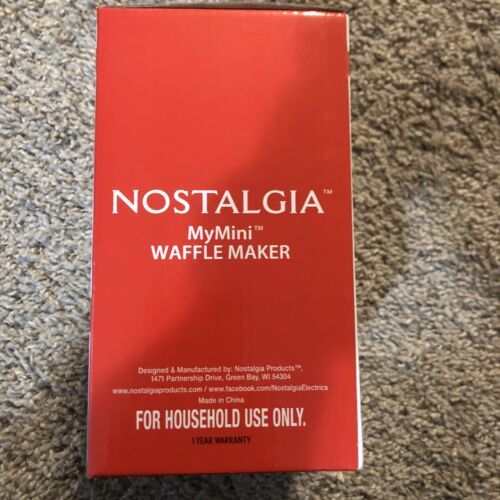 NOSTALGIA™
MyMini™
WAFFLE MAKER
Designed & Manufactured by: Nostalgia Products™,
1471 Partnership Drive, Green Bay, WI 54304
www.nostalgiaproducts.com / www.facebook.com/NostalgiaElectrics
Made in China
FOR HOUSEHOLD USE ONLY.
1 YEAR WARRANTY